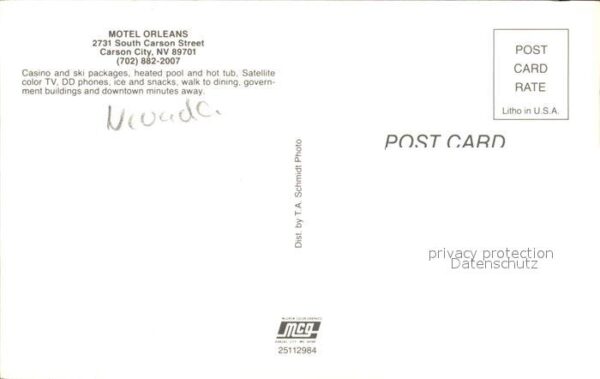 MOTEL ORLEANS
2731 South Carson Street
Carson City, NV 89701
(702) 882-2007
Casino and ski packages, heated pool and hot tub. Satellite
color TV, DD phones, ice and snacks, walk to dining, govern-
ment buildings and downtown minutes away.
Nevada
POST
CARD
RATE
Litho in U.S.A.
POST CARD
Dist. by T.A. Schmidt Photo
privacy protection
Datenschutz
mcg
25112984